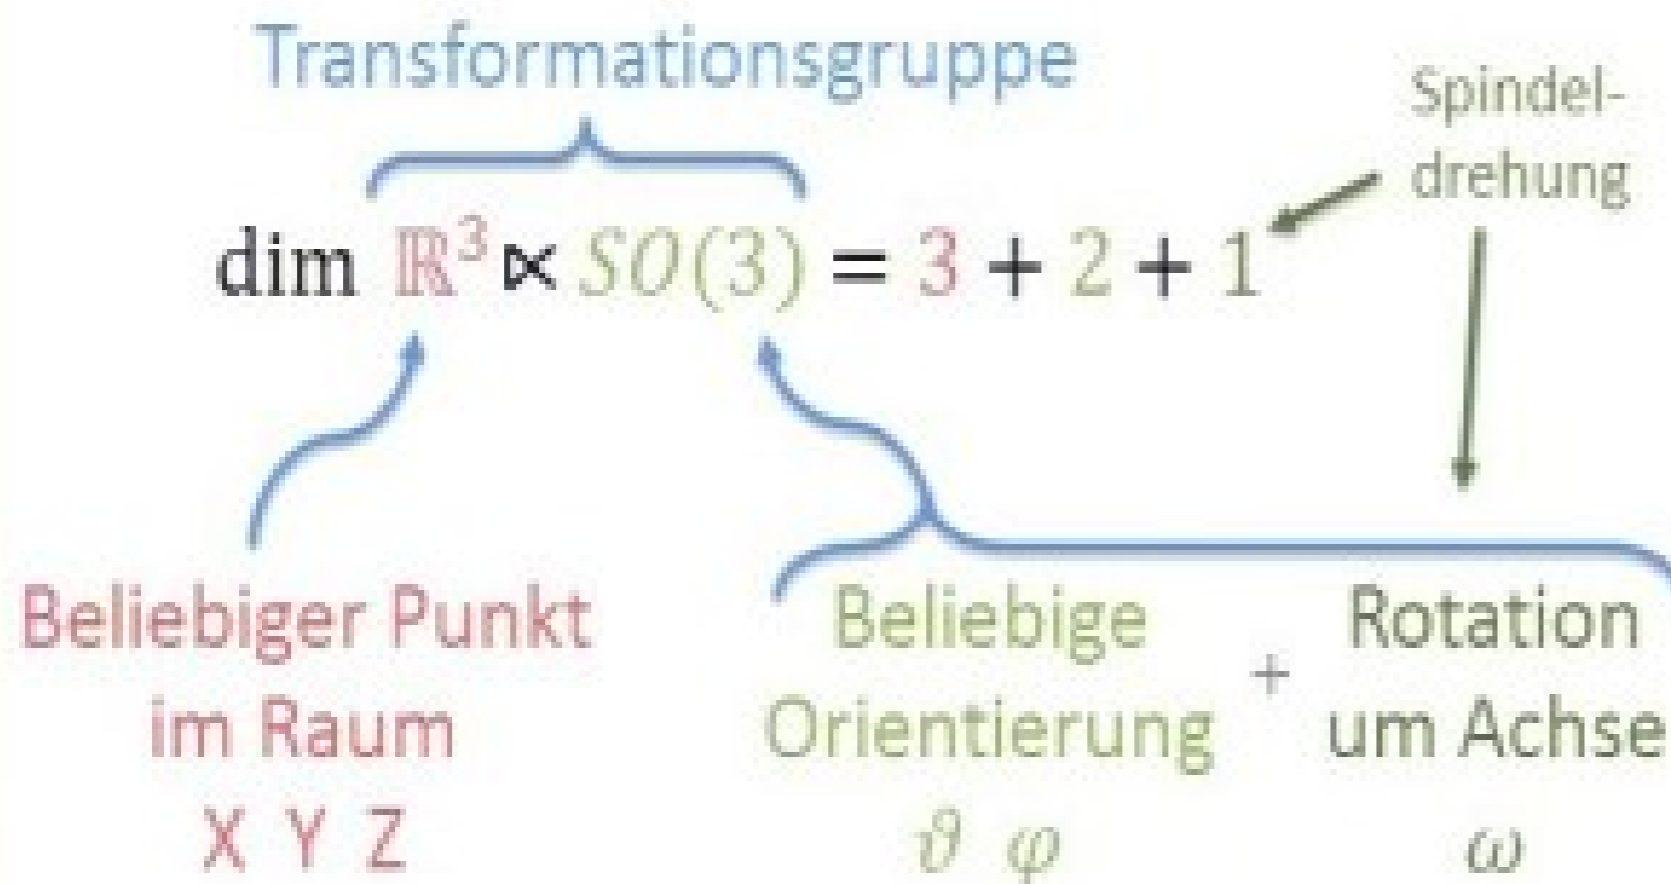 Transformationsgruppe
Spindel-
drehung
dim ℝ³ ⋉ SO(3) = 3 + 2 + 1
Beliebiger Punkt
im Raum
X Y Z
Beliebige
Orientierung
ϑ φ
+
Rotation
um Achse
ω